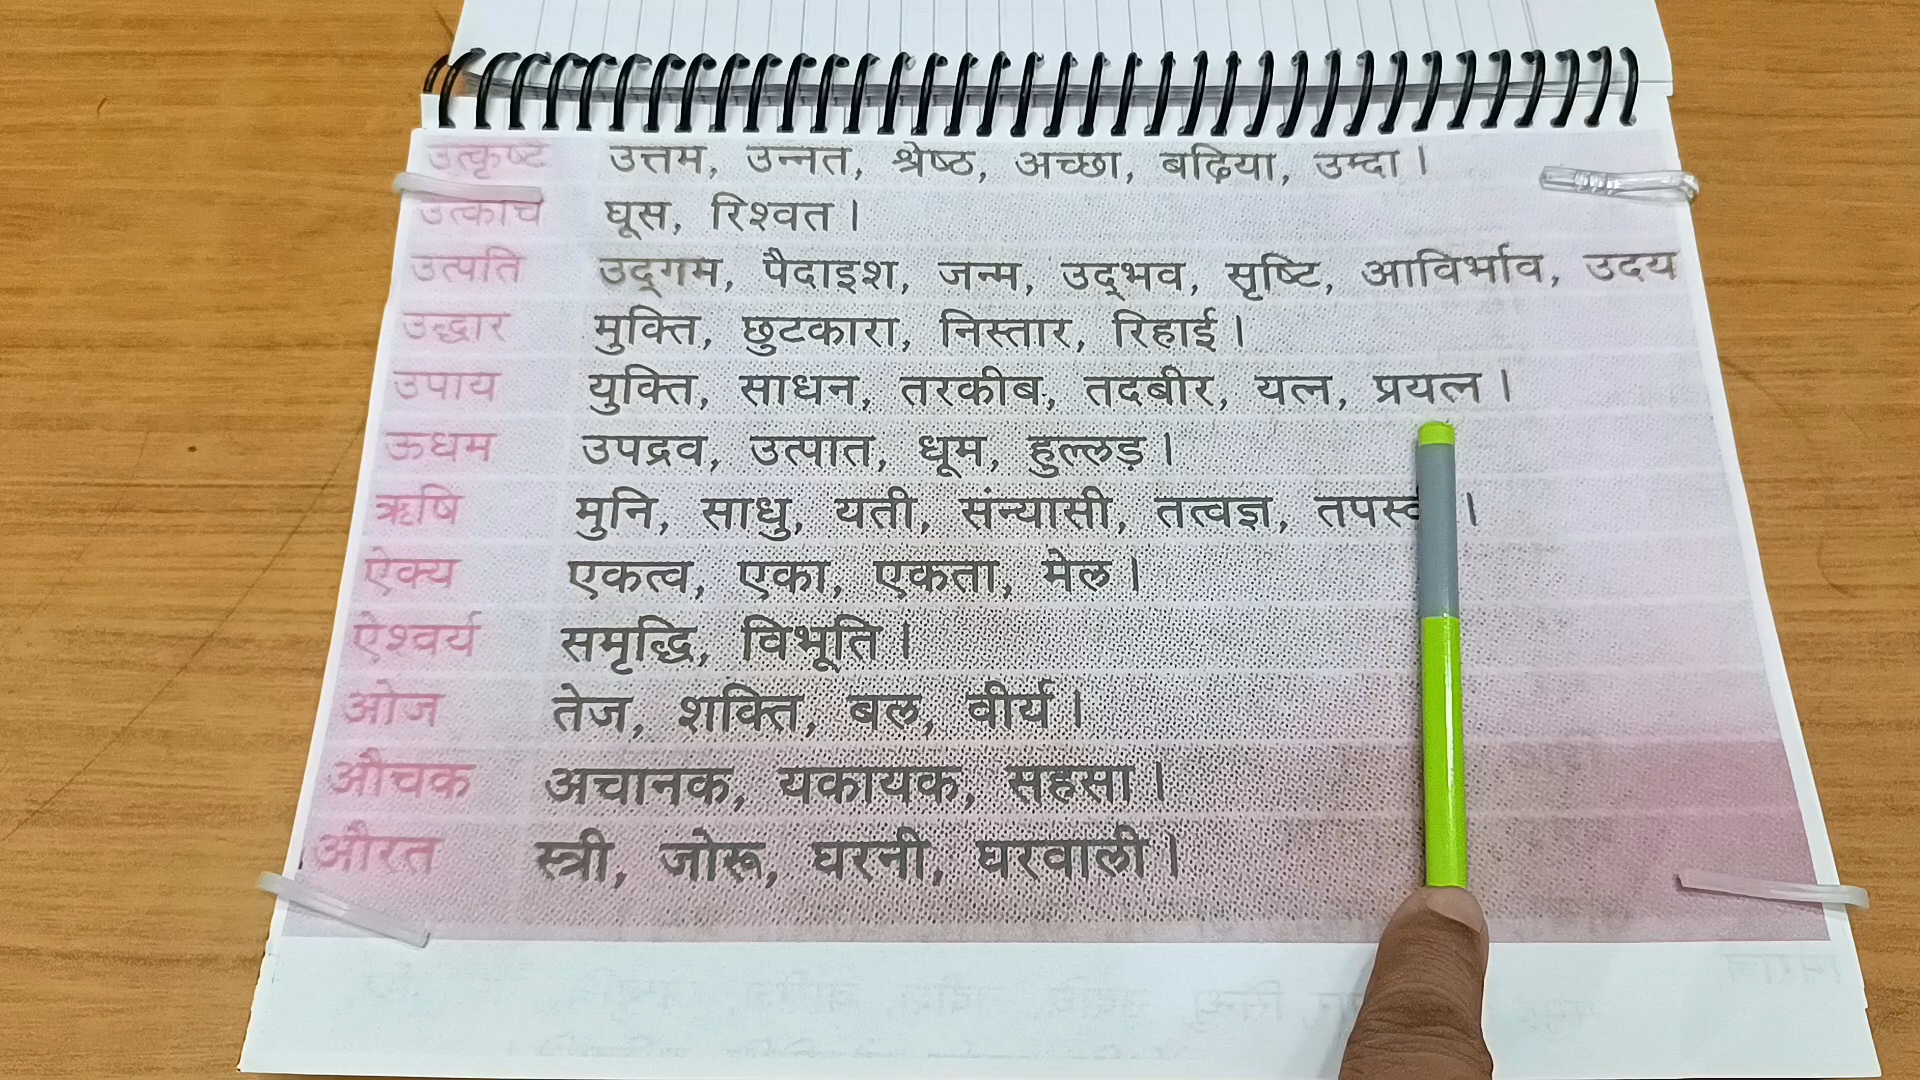 उत्कृष्ट उत्तम, उन्नत, श्रेष्ठ, अच्छा, बढ़िया, उम्दा।
उत्कोच घूस, रिश्वत।
उत्पति उद्‌गम, पैदाइश, जन्म, उद्‌भव, सृष्टि, आविर्भाव, उदय
उद्धार मुक्ति, छुटकारा, निस्तार, रिहाई।
उपाय युक्ति, साधन, तरकीब, तदबीर, यत्न, प्रयत्न।
ऊधम उपद्रव, उत्पात, धूम, हुल्लड़।
ऋषि मुनि, साधु, यती, संन्यासी, तत्वज्ञ,
ऐक्य एकत्व, एका, एकता, मेल।
ऐश्वर्य समृद्धि, विभूति।
ओज तेज, शक्ति, बल, वीर्य।
औचक अचानक, यकायक, सहसा।
औरत स्त्री, जोरू, घरनी, घरवाली।